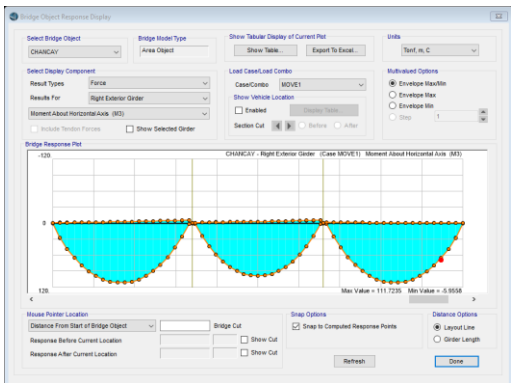 Bridge Object Response Display
Select Bridge Object
CHANCAY
Bridge Model Type
Area Object
Show Tabular Display of Current Plot
Show Table...
Export To Excel...
Units
Tonf, m, C
Select Display Component
Result Types
Force
Results For
Right Exterior Girder
Moment About Horizontal Axis (M3)
Include Tendon Forces
Show Selected Girder
Load Case/Load Combo
Case/Combo
MOVE1
Show Vehicle Location
Enabled
Display Table...
Section Cut
Before
After
Multivalued Options
Envelope Max/Min
Envelope Max
Envelope Min
Step
1
Bridge Response Plot
-120.
CHANCAY - Right Exterior Girder (Case MOVE1) Moment About Horizontal Axis (M3)
0
128.
Max Value = 111.7235 Min Value = -5.9558
Mouse Pointer Location
Distance From Start of Bridge Object
Bridge Cut
Response Before Current Location
Show Cut
Response After Current Location
Show Cut
Snap Options
Snap to Computed Response Points
Distance Options
Layout Line
Girder Length
Refresh
Done